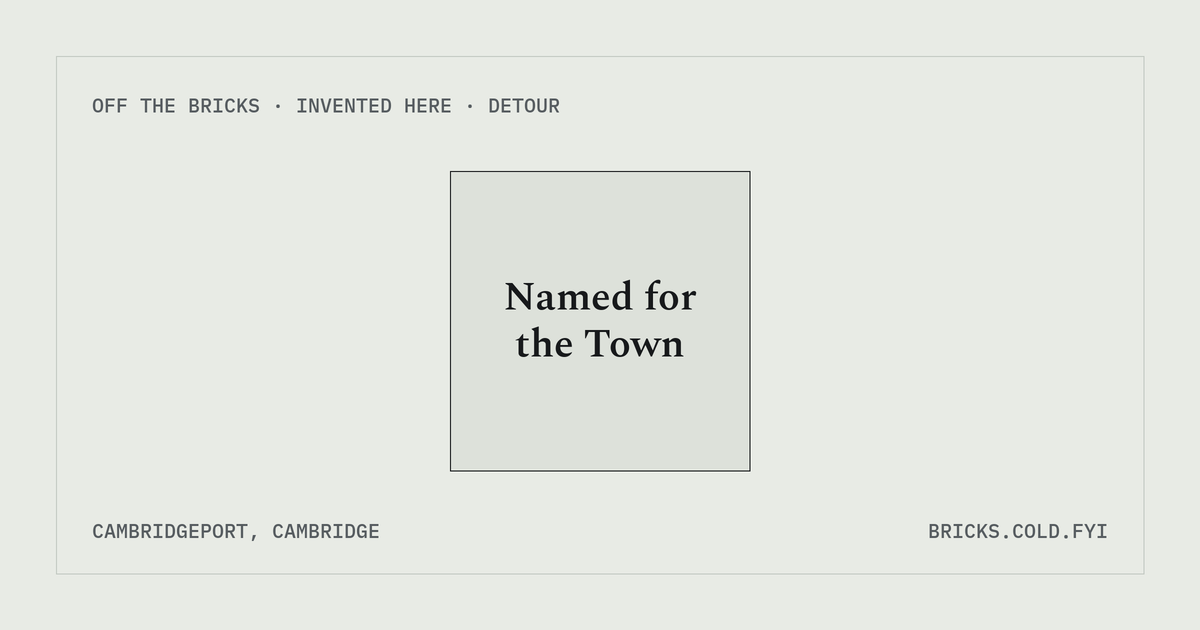 OFF THE BRICKS · INVENTED HERE · DETOUR
Named for
the Town
CAMBRIDGEPORT, CAMBRIDGE
BRICKS.COLD.FYI